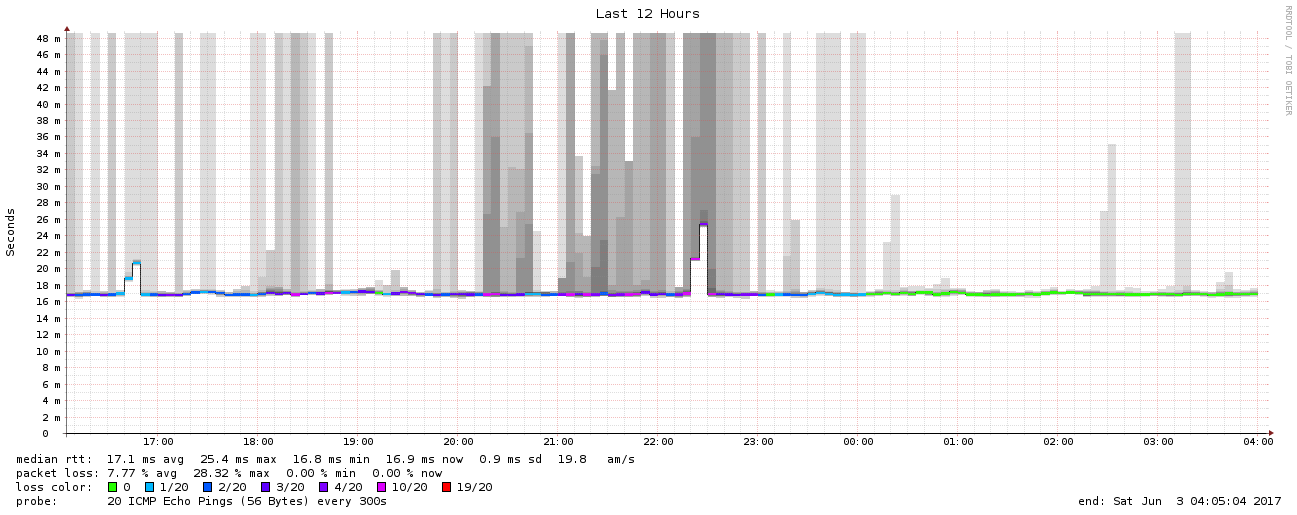 Last 12 Hours
RRDTOOL / TOBI OETIKER
Seconds
48 m
46 m
44 m
42 m
40 m
38 m
36 m
34 m
32 m
30 m
28 m
26 m
24 m
22 m
20 m
18 m
16 m
14 m
12 m
10 m
8 m
6 m
4 m
2 m
0
17:00 18:00 19:00 20:00 21:00 22:00 23:00 00:00 01:00 02:00 03:00 04:00
median rtt: 17.1 ms avg 25.4 ms max 16.8 ms min 16.9 ms now 0.9 ms sd 19.8 am/s
packet loss: 7.77 % avg 28.32 % max 0.00 % min 0.00 % now
loss color: 0 1/20 2/20 3/20 4/20 10/20 19/20
probe: 20 ICMP Echo Pings (56 Bytes) every 300s end: Sat Jun 3 04:05:04 2017